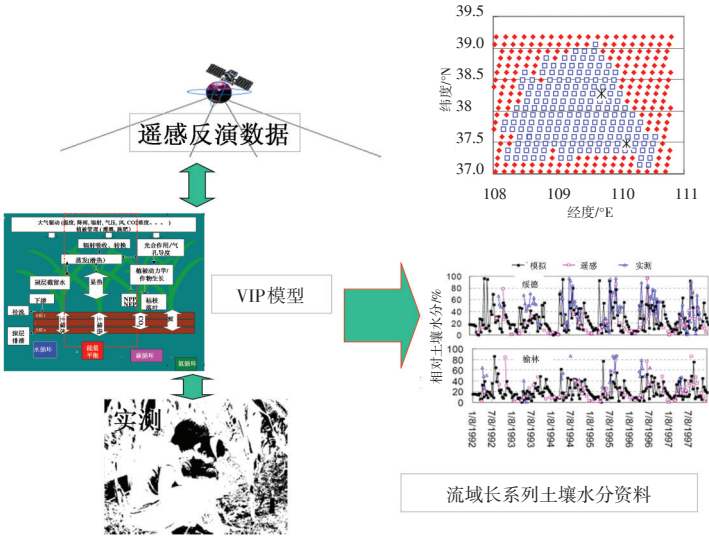 遥感反演数据
39.5
39.0
38.5
38
37.5
37.0
纬度/°N
108
109
110
111
经度/°E
大气驱动(温度, 降雨, 辐射, 气压, 风, CO2浓度。。。)
植被管理(灌溉, 施肥)
辐射吸收、转换
光合作用/气孔导度
蒸发(潜热)
冠层截留水
显热
植被动力学/作物生长
下渗
NPP
枯枝落叶
径流
CO2
深层排泄
水循环
能量平衡
碳循环
氮循环
VIP模型
实测
模拟
遥感
实测
绥德
100
80
60
40
20
0
相对土壤水分/%
榆林
100
80
60
40
20
0
1/8/1992
7/8/1992
1/8/1993
7/8/1993
1/8/1994
7/8/1994
1/8/1995
7/8/1995
1/8/1996
7/8/1996
1/8/1997
7/8/1997
流域长系列土壤水分资料